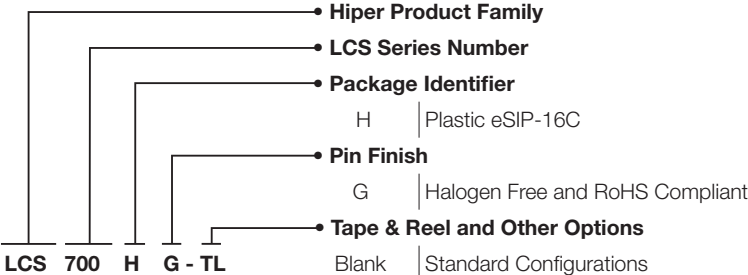 • Hiper Product Family
• LCS Series Number
• Package Identifier
H Plastic eSIP-16C
• Pin Finish
G Halogen Free and RoHS Compliant
• Tape & Reel and Other Options
LCS 700 H G - TL Blank Standard Configurations